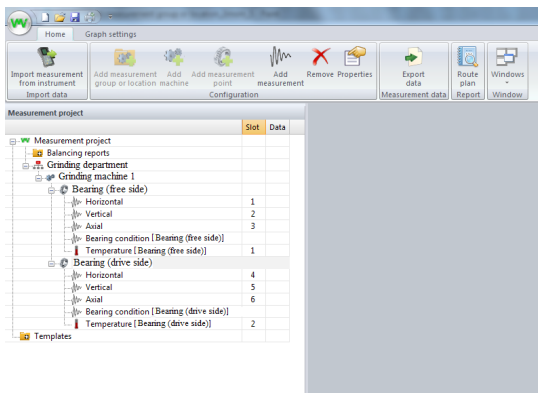 Home Graph settings
Import measurement from instrument
Add measurement group or location
Add machine
Add measurement point
Add measurement
Remove
Properties
Export data
Route plan
Windows
Import data
Configuration
Measurement data
Report
Window
Measurement project
Slot Data
Measurement project
Balancing reports
Grinding department
Grinding machine 1
Bearing (free side)
Horizontal 1
Vertical 2
Axial 3
Bearing condition [Bearing (free side)]
Temperature [Bearing (free side)] 1
Bearing (drive side)
Horizontal 4
Vertical 5
Axial 6
Bearing condition [Bearing (drive side)]
Temperature [Bearing (drive side)] 2
Templates